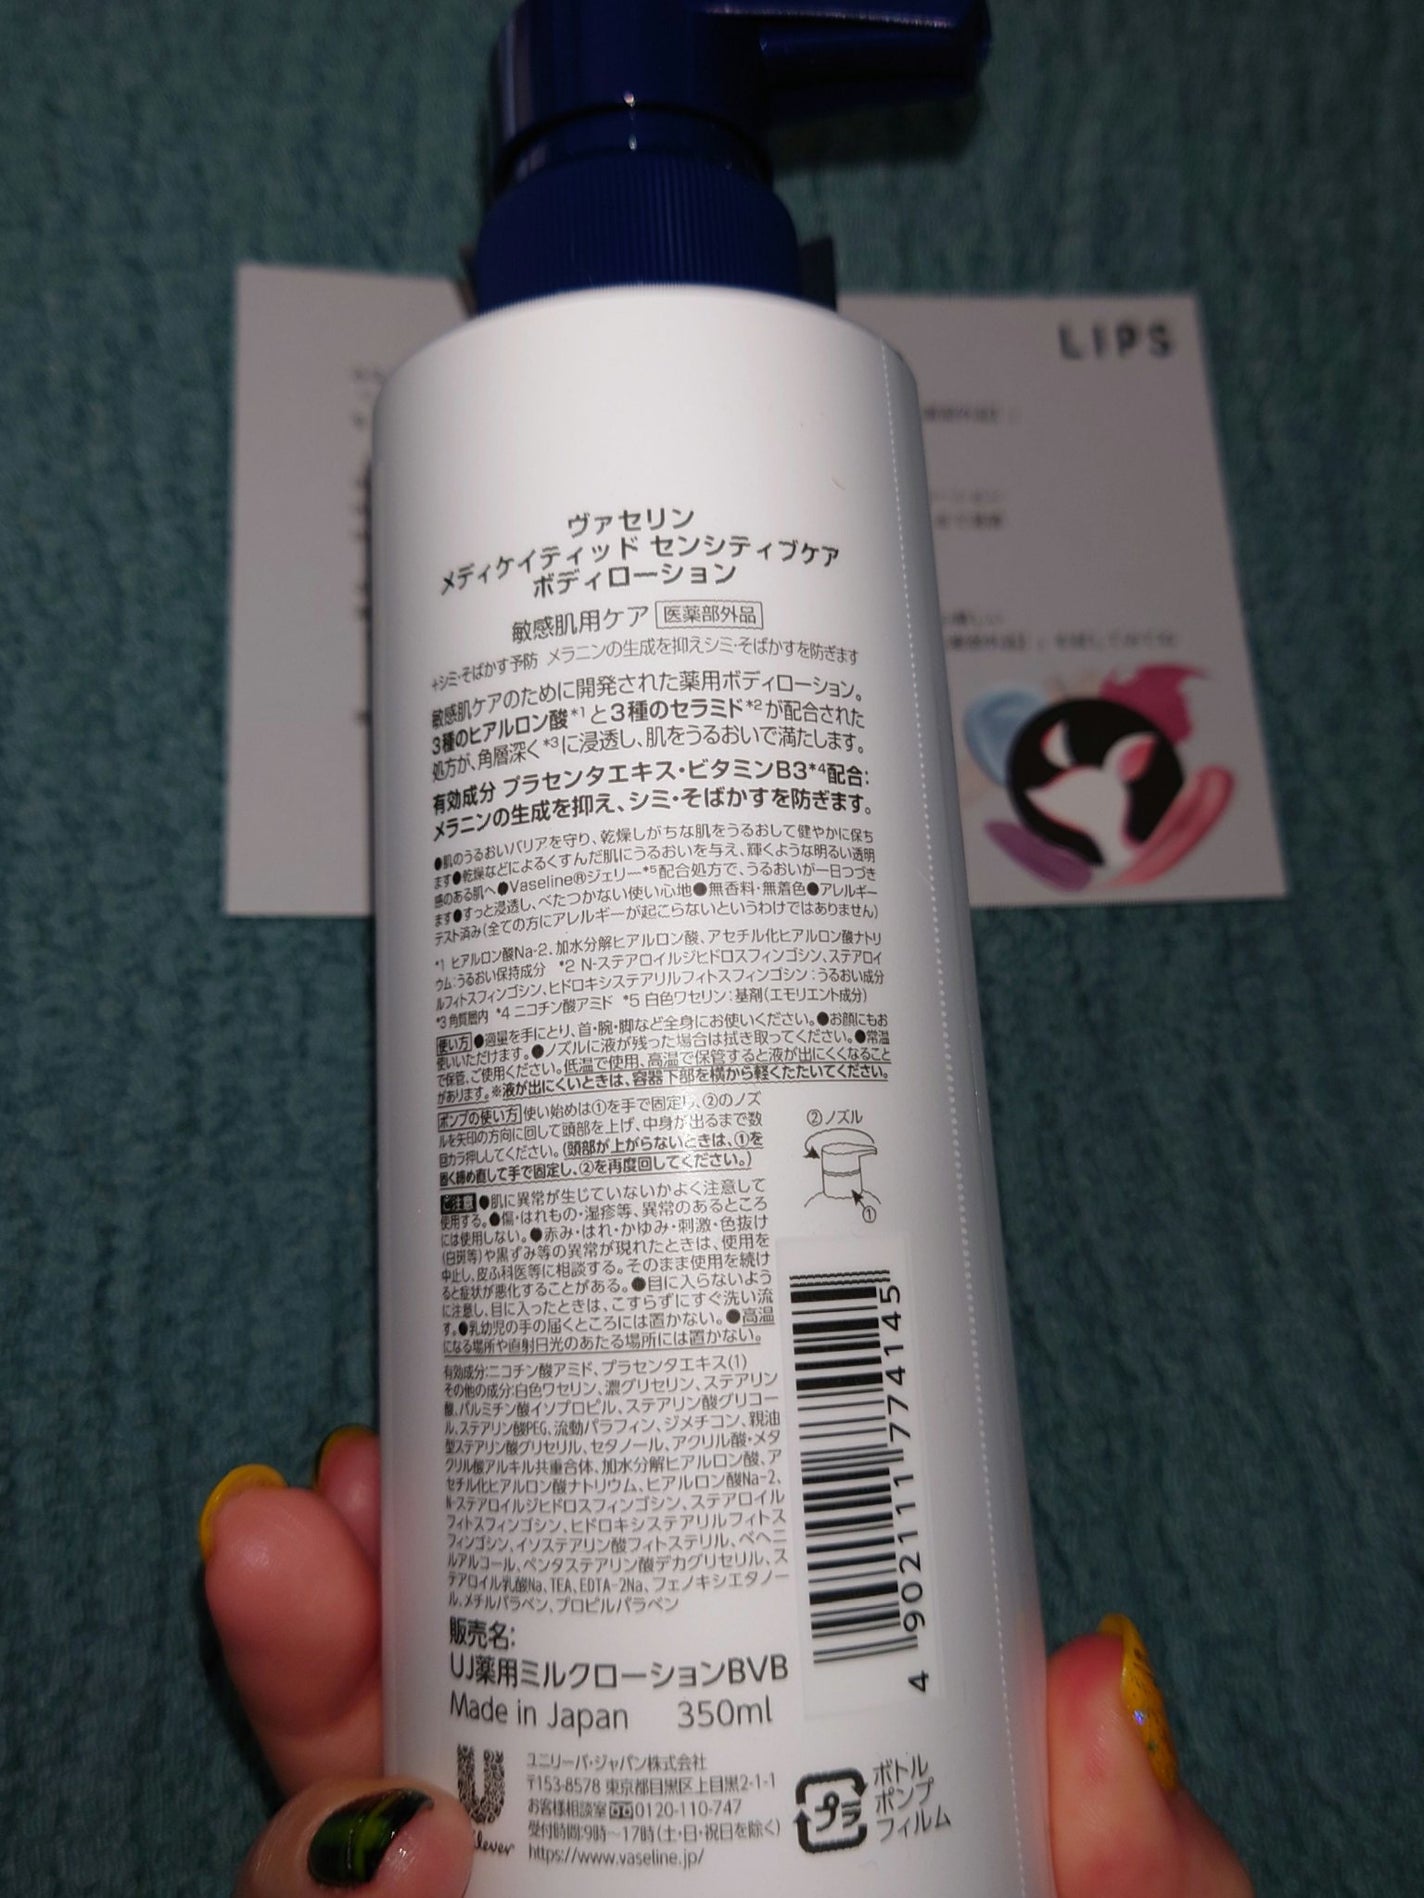 LIPS
ヴァセリン
メディケイティッド センシティブケア
ボディローション
敏感肌用ケア 医薬部外品
+シミ・そばかす予防 メラニンの生成を抑えシミ・そばかすを防ぎます
敏感肌ケアのために開発された薬用ボディローション。
3種のヒアルロン酸*1と3種のセラミド*2が配合された
処方が、角層深く*3に浸透し、肌をうるおいで満たします。
有効成分 プラセンタエキス・ビタミンB3*4配合:
メラニンの生成を抑え、シミ・そばかすを防ぎます。
●肌のうるおいバリアを守り、乾燥しがちな肌をうるおして健やかに保ち
ます●乾燥などによるくすんだ肌にうるおいを与え、輝くような明るい透明
感のある肌へ●Vaseline®ジェリー*5配合処方で、うるおいが一日つづき
ます●すっと浸透し、べたつかない使い心地●無香料・無着色●アレルギー
テスト済み(全ての方にアレルギーが起こらないというわけではありません)
*1 ヒアルロン酸Na-2、加水分解ヒアルロン酸、アセチル化ヒアルロン酸ナトリ
ウム:うるおい保持成分 *2 N-ステアロイルジヒドロスフィンゴシン、ステアロイ
ルフィトスフィンゴシン、ヒドロキシステアリルフィトスフィンゴシン:うるおい成分
*3 角質層内 *4 ニコチン酸アミド *5 白色ワセリン:基剤(エモリエント成分)
使い方 ●適量を手にとり、首・腕・脚など全身にお使いください。●お顔にもお
使いいただけます。●ノズルに液が残った場合は拭き取ってください。●常温
で保管、ご使用ください。低温で使用、高温で保管すると液が出にくくなること
があります。※液が出にくいときは、容器下部を横から軽くたたいてください。
ポンプの使い方 使い始めは①を手で固定し、②のノズ
ルを矢印の方向に回して頭部を上げ、中身が出るまで数
回カラ押ししてください。(頭部が上がらないときは、①を
固く締め直して手で固定し、②を再度回してください。)
②ノズル
①
ご注意 ●肌に異常が生じていないかよく注意して
使用する。●傷・はれもの・湿疹等、異常のあるところ
には使用しない。●赤み・はれ・かゆみ・刺激・色抜け
(白斑等)や黒ずみ等の異常が現れたときは、使用を
中止し、皮ふ科医等に相談する。そのまま使用を続け
ると症状が悪化することがある。●目に入らないよう
に注意し、目に入ったときは、こすらずにすぐ洗い流
す。●乳幼児の手の届くところには置かない。●高温
になる場所や直射日光のあたる場所には置かない。
有効成分:ニコチン酸アミド、プラセンタエキス(1)
その他の成分:白色ワセリン、濃グリセリン、ステアリン
酸、パルミチン酸イソプロピル、ステアリン酸グリコー
ル、ステアリン酸PEG、流動パラフィン、ジメチコン、親油
型ステアリン酸グリセリル、セタノール、アクリル酸・メタ
クリル酸アルキル共重合体、加水分解ヒアルロン酸、ア
セチル化ヒアルロン酸ナトリウム、ヒアルロン酸Na-2、
N-ステアロイルジヒドロスフィンゴシン、ステアロイル
フィトスフィンゴシン、ヒドロキシステアリルフィトス
フィンゴシン、イソステアリン酸フィトステリル、ベヘニ
ルアルコール、ペンタステアリン酸デカグリセリル、ス
テアロイル乳酸Na、TEA、EDTA-2Na、フェノキシエタノー
ル、メチルパラベン、プロピルパラベン
4 902111 774145
販売名:
UJ薬用ミルクローションBVB
Made in Japan 350ml
ユニリーバ・ジャパン株式会社
〒153-8578 東京都目黒区上目黒2-1-1
お客様相談室 0120-110-747
受付時間:9時～17時(土・日・祝日を除く)
https://www.vaseline.jp/
プラ
ボトル
ポンプ
フィルム